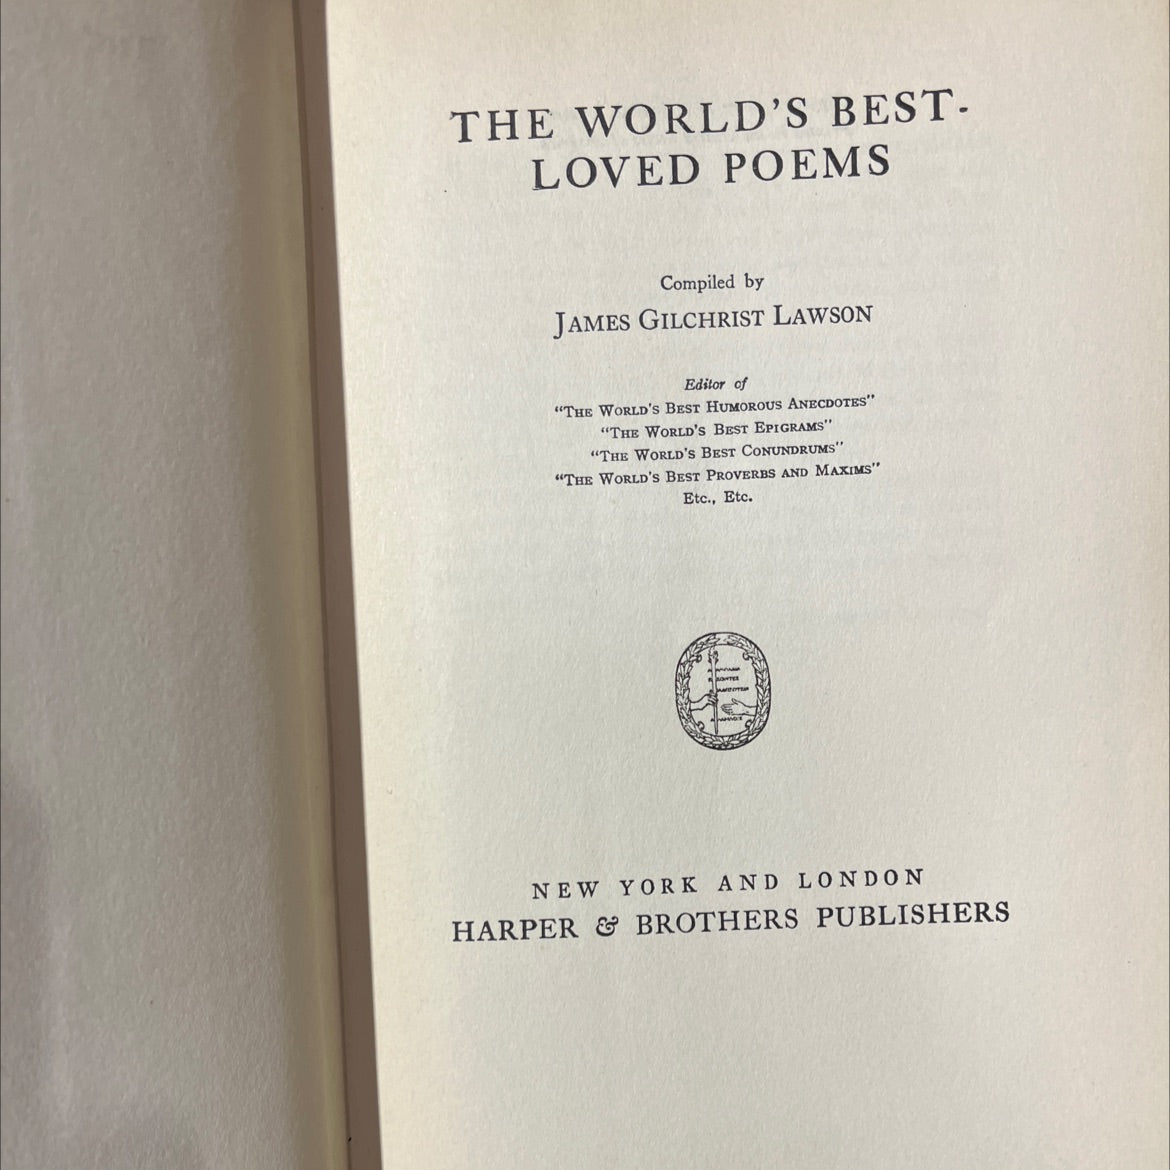 THE WORLD'S BEST-
LOVED POEMS
Compiled by
JAMES GILCHRIST LAWSON
Editor of
"THE WORLD'S BEST HUMOROUS ANECDOTES"
"THE WORLD'S BEST EPIGRAMS"
"THE WORLD'S BEST CONUNDRUMS"
"THE WORLD'S BEST PROVERBS AND MAXIMS"
Etc., Etc.
NEW YORK AND LONDON
HARPER & BROTHERS PUBLISHERS